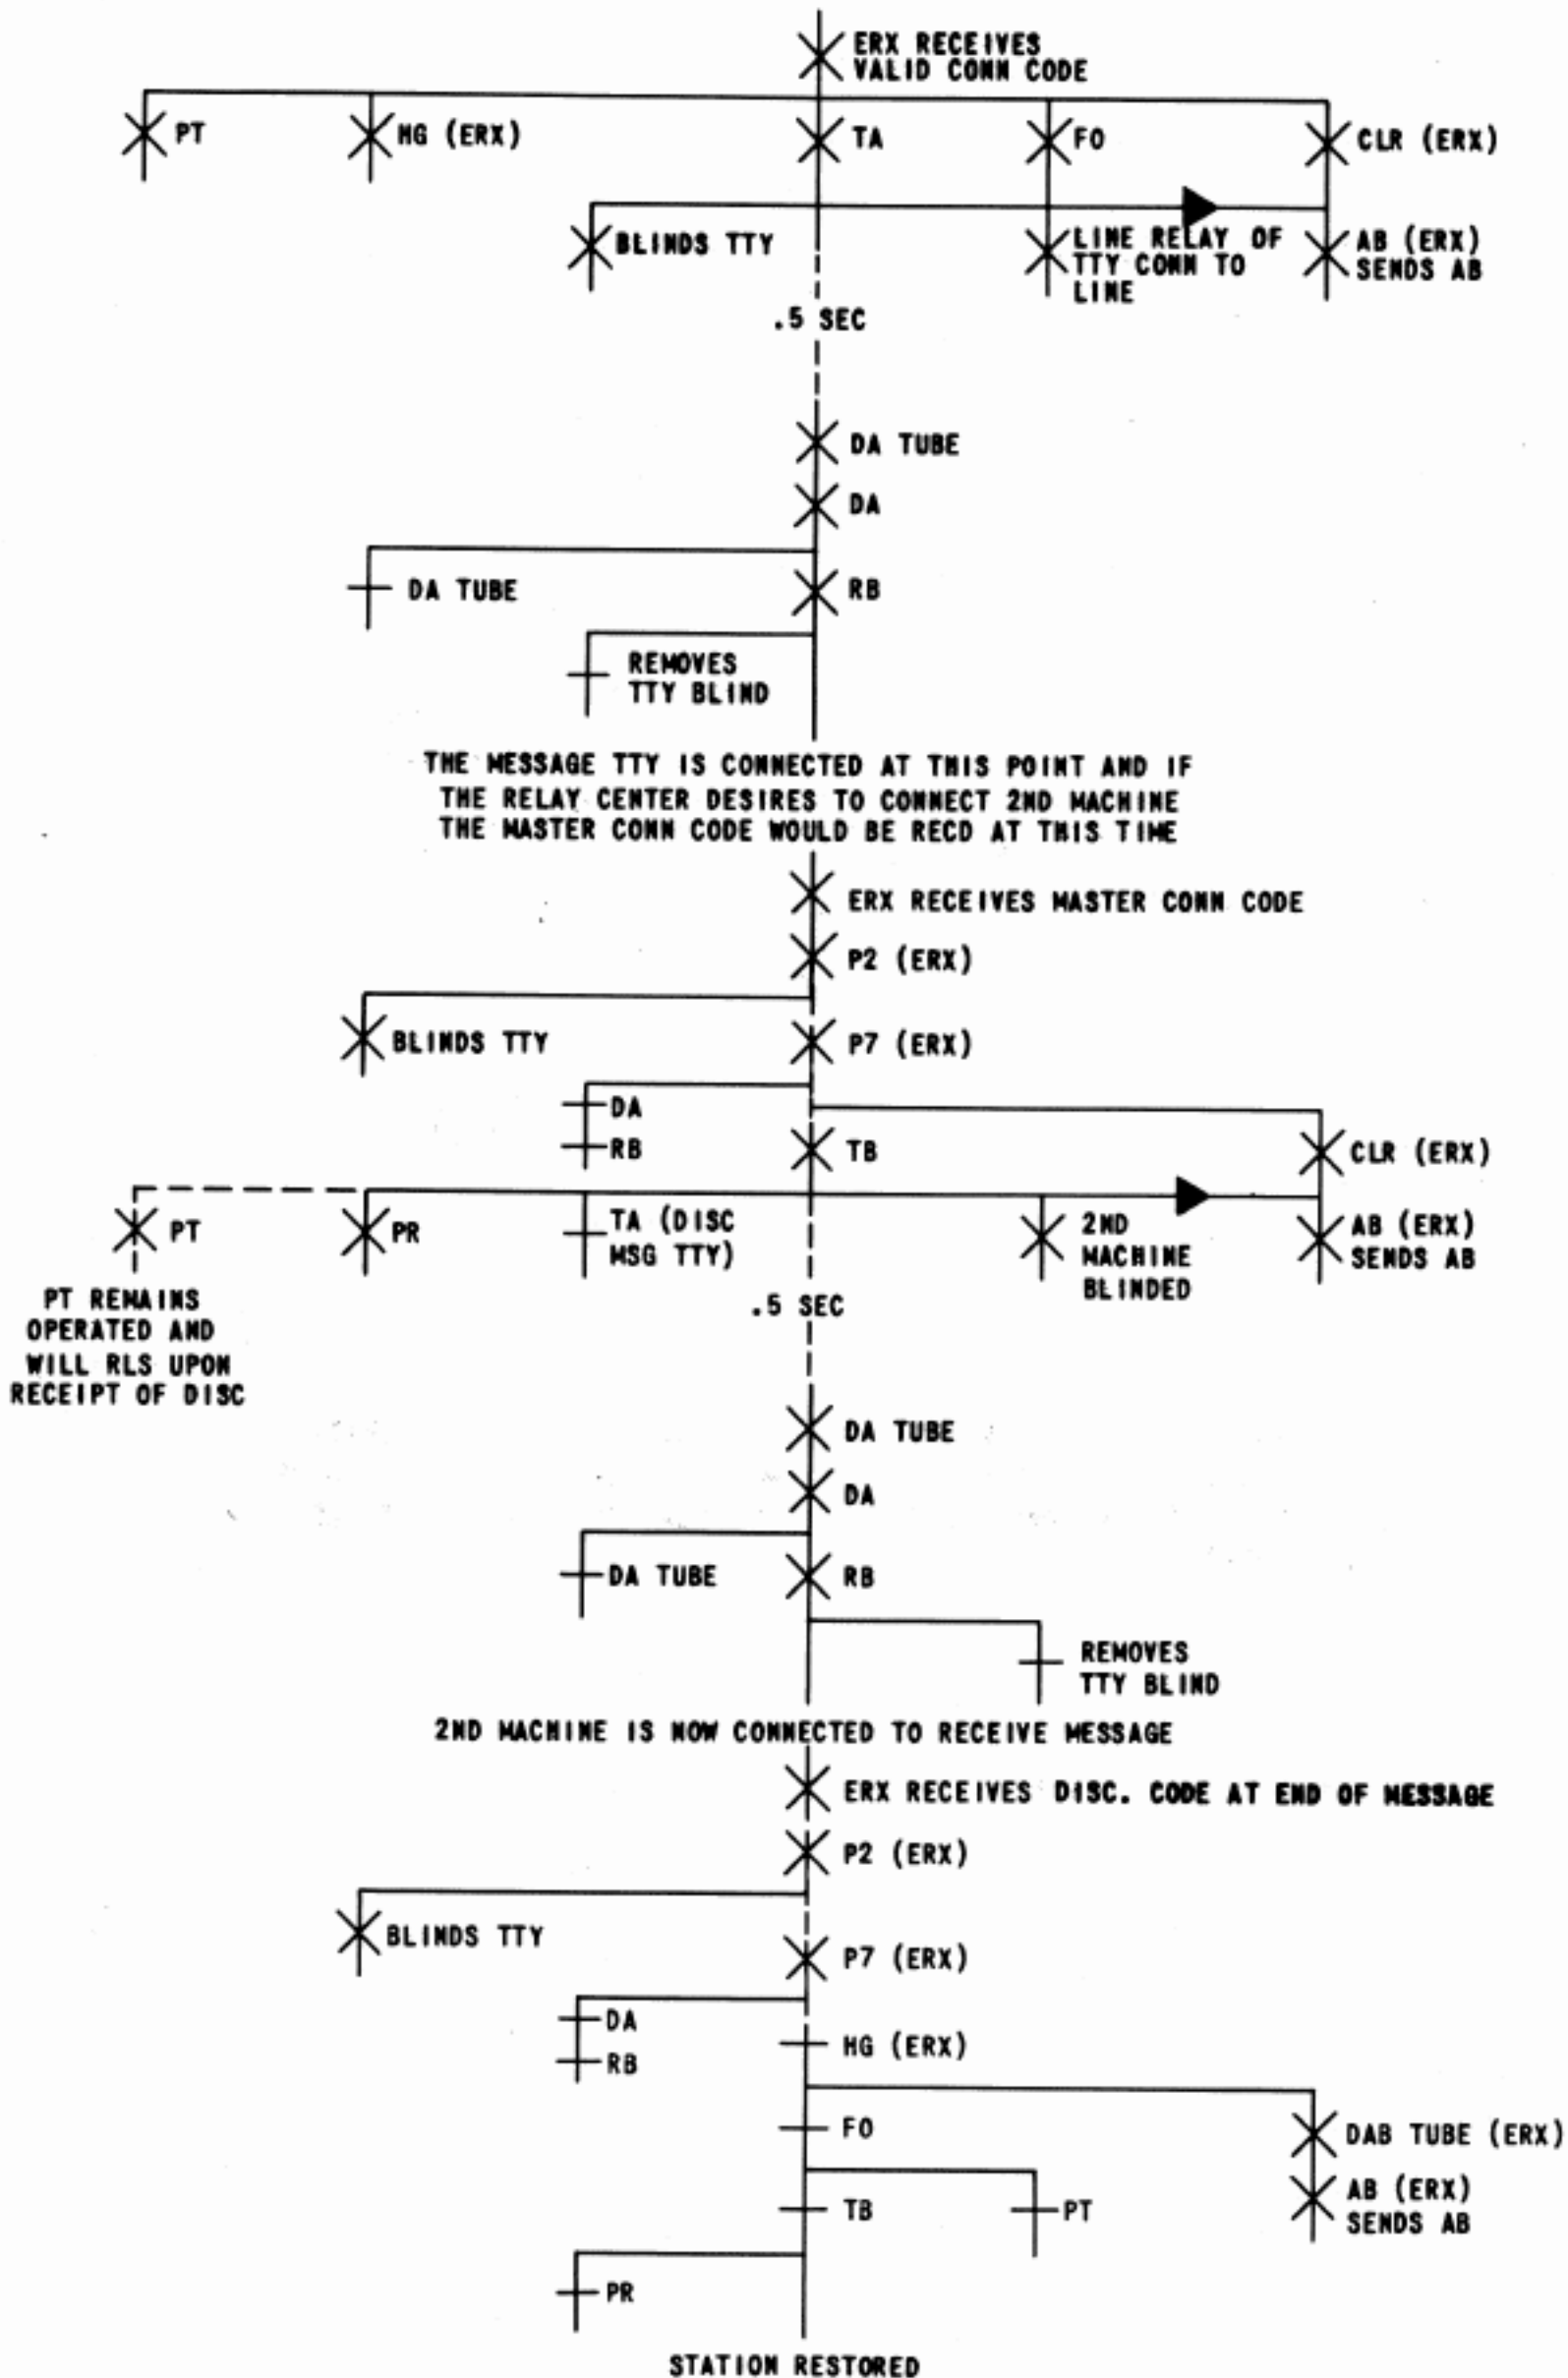 ERX RECEIVES
VALID CONN CODE
PT
HG (ERX)
TA
FO
CLR (ERX)
BLINDS TTY
LINE RELAY OF
TTY CONN TO
LINE
AB (ERX)
SENDS AB
.5 SEC
DA TUBE
DA
DA TUBE
RB
REMOVES
TTY BLIND
THE MESSAGE TTY IS CONNECTED AT THIS POINT AND IF
THE RELAY CENTER DESIRES TO CONNECT 2ND MACHINE
THE MASTER CONN CODE WOULD BE RECD AT THIS TIME
ERX RECEIVES MASTER CONN CODE
P2 (ERX)
BLINDS TTY
P7 (ERX)
DA
RB
TB
CLR (ERX)
PT
PR
TA (DISC
MSG TTY)
2ND
MACHINE
BLINDED
AB (ERX)
SENDS AB
PT REMAINS
OPERATED AND
WILL RLS UPON
RECEIPT OF DISC
.5 SEC
DA TUBE
DA
DA TUBE
RB
REMOVES
TTY BLIND
2ND MACHINE IS NOW CONNECTED TO RECEIVE MESSAGE
ERX RECEIVES DISC. CODE AT END OF MESSAGE
P2 (ERX)
BLINDS TTY
P7 (ERX)
DA
RB
HG (ERX)
FO
DAB TUBE (ERX)
TB
PT
AB (ERX)
SENDS AB
PR
STATION RESTORED